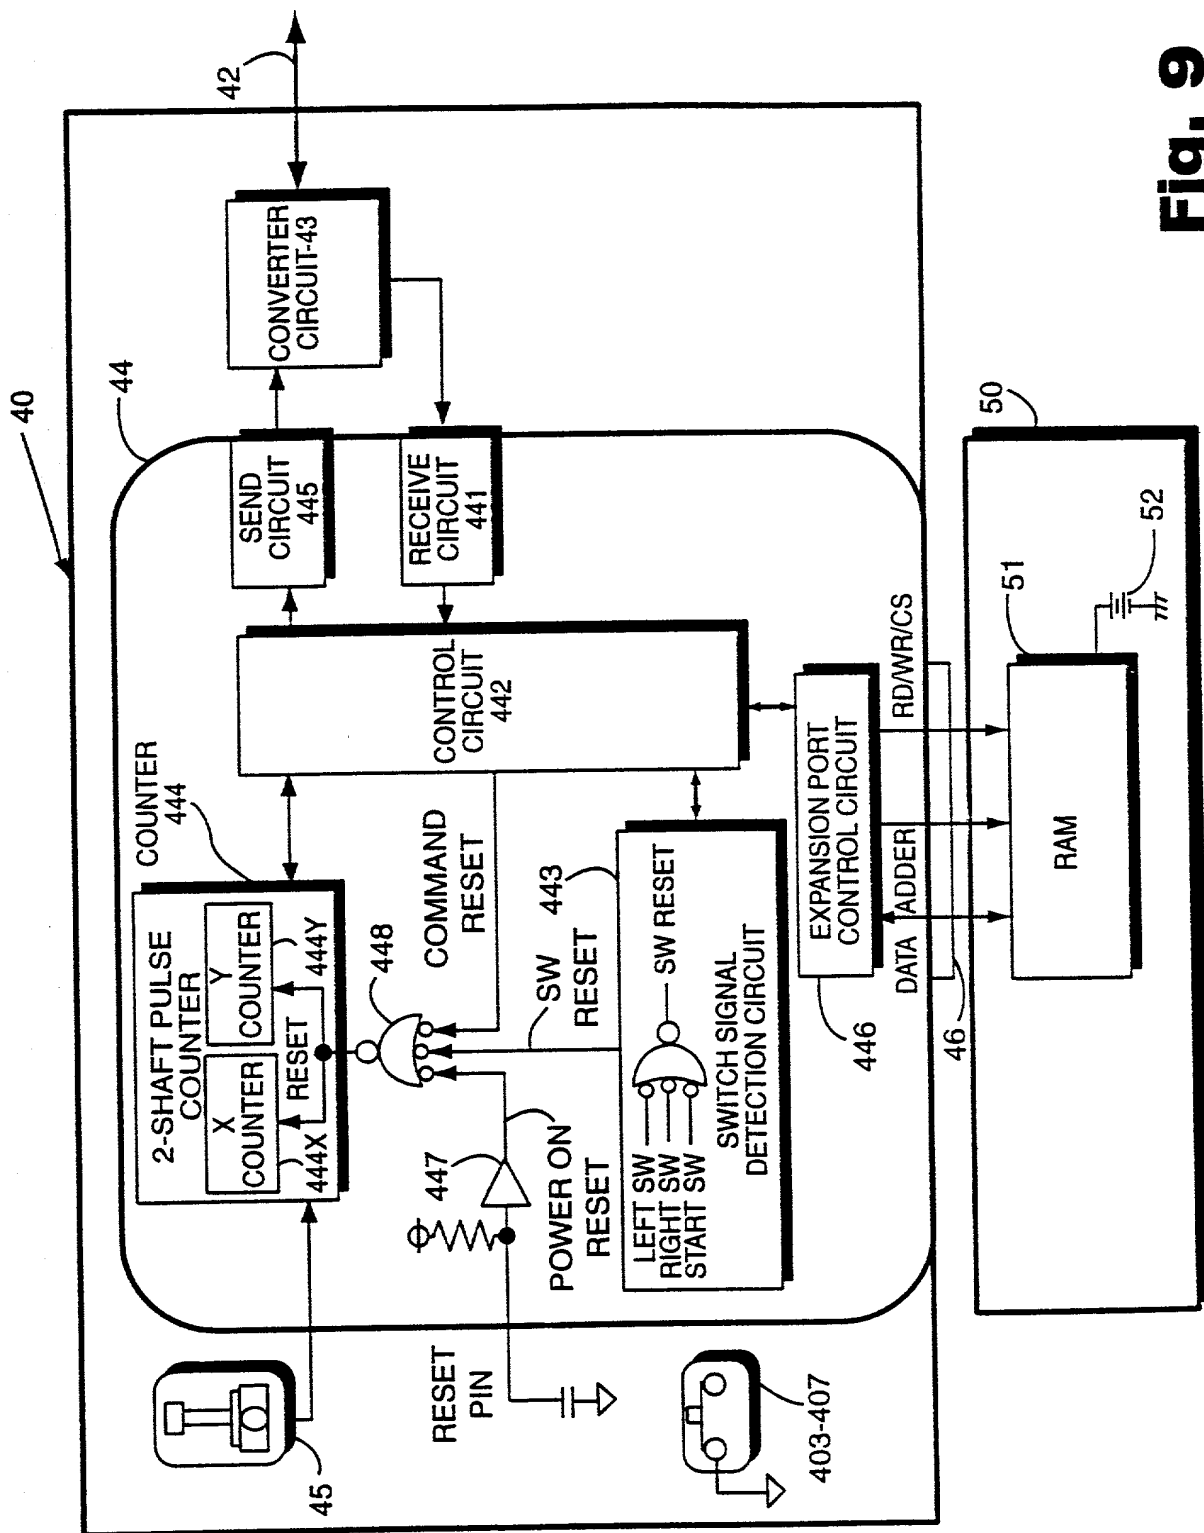 40
42
44
CONVERTER
CIRCUIT-43
SEND
CIRCUIT
445
RECEIVE
CIRCUIT
441
CONTROL
CIRCUIT
442
COUNTER
444
2-SHAFT PULSE
COUNTER
X
COUNTER
Y
COUNTER
444X
RESET
444Y
448
COMMAND
RESET
447
POWER ON
RESET
SW
RESET
443
LEFT SW
RIGHT SW
START SW
SW RESET
SWITCH SIGNAL
DETECTION CIRCUIT
45
RESET
PIN
403-407
446
EXPANSION PORT
CONTROL CIRCUIT
DATA
ADDER
RD/WR/CS
46
50
51
52
RAM
Fig. 9